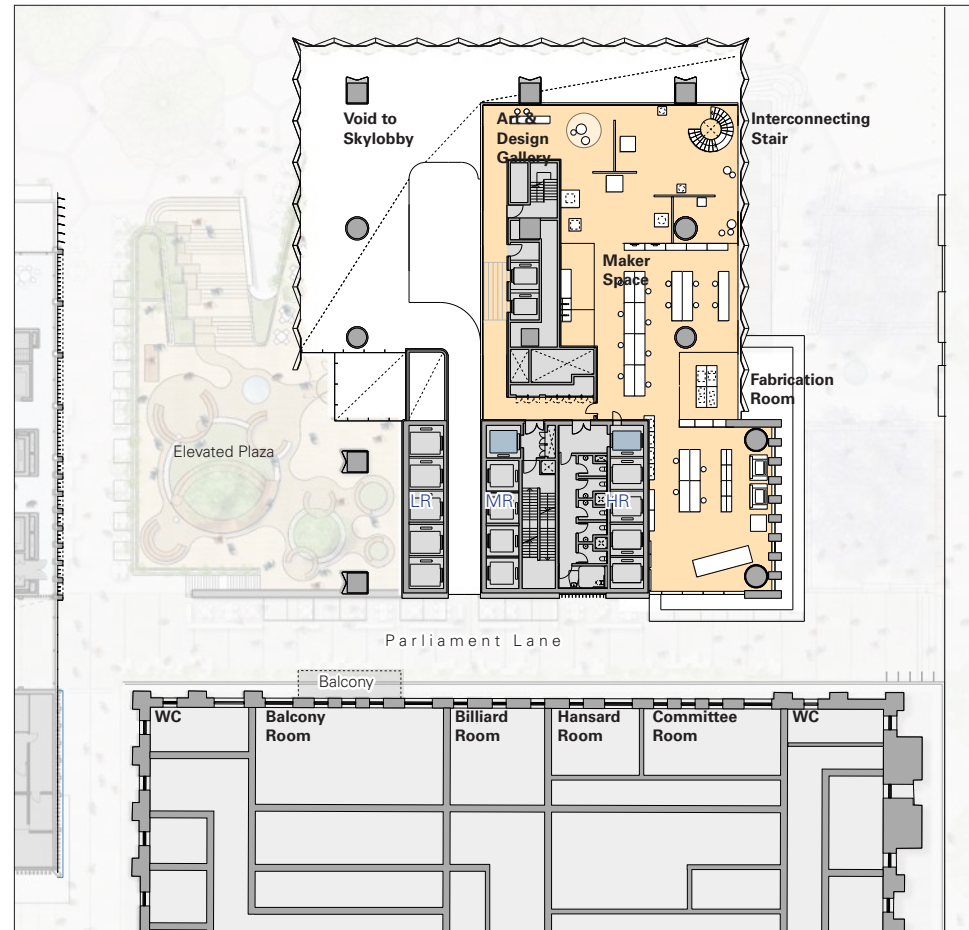 Void to
Skylobby
Art &
Design
Gallery
Interconnecting
Stair
Maker
Space
Fabrication
Room
Elevated Plaza
LR
MR
HR
Parliament Lane
Balcony
WC
Balcony
Room
Billiard
Room
Hansard
Room
Committee
Room
WC